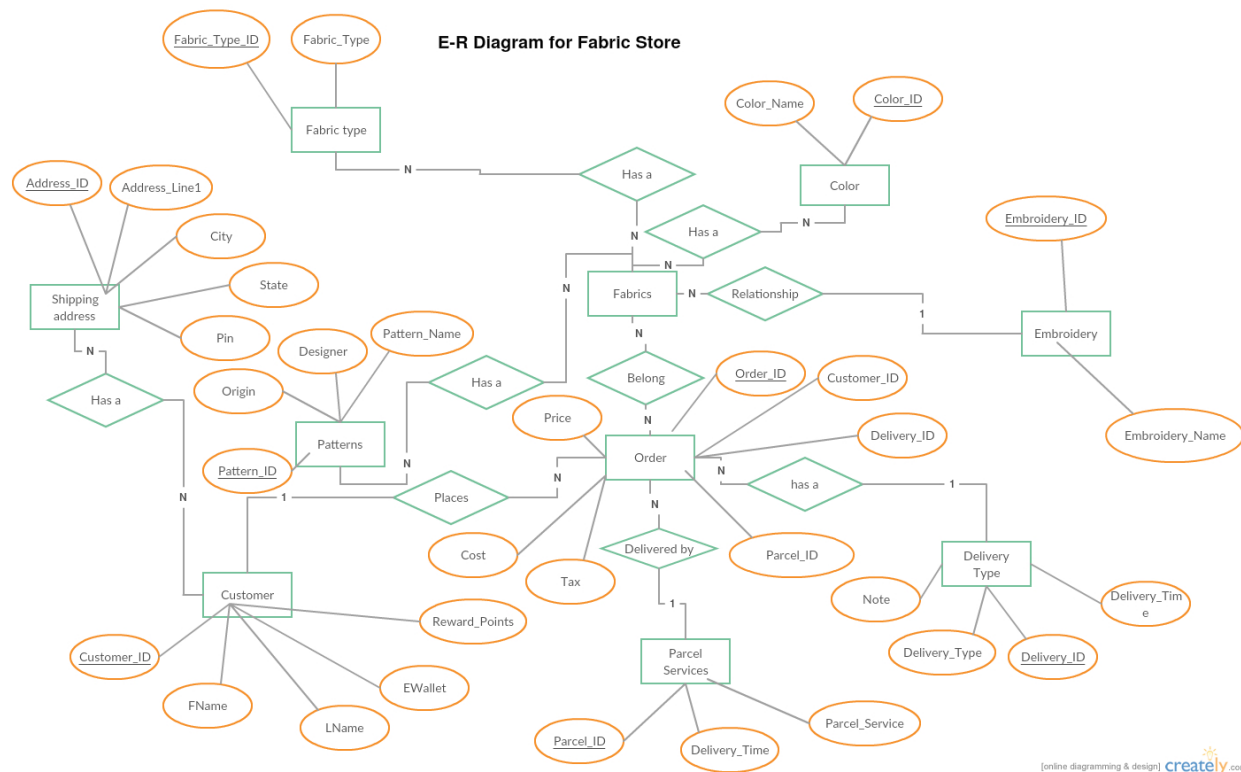 E-R Diagram for Fabric Store
Fabric_Type_ID
Fabric_Type
Fabric type
Color_Name
Color_ID
Color
N
Has a
N
Has a
N
N
Address_ID
Address_Line1
City
State
Pin
Shipping
address
N
Has a
N
Embroidery_ID
Embroidery
Embroidery_Name
Fabrics
N
Relationship
1
N
Belong
N
N
Has a
N
Designer
Pattern_Name
Origin
Patterns
Pattern_ID
Order_ID
Customer_ID
Delivery_ID
Price
Order
N
has a
1
1
Places
N
N
Delivered by
1
Cost
Tax
Parcel_ID
Delivery
Type
Note
Delivery_Tim
e
Delivery_Type
Delivery_ID
Customer
Reward_Points
Customer_ID
FName
LName
EWallet
Parcel
Services
Parcel_ID
Delivery_Time
Parcel_Service
[online diagramming & design] creately.com